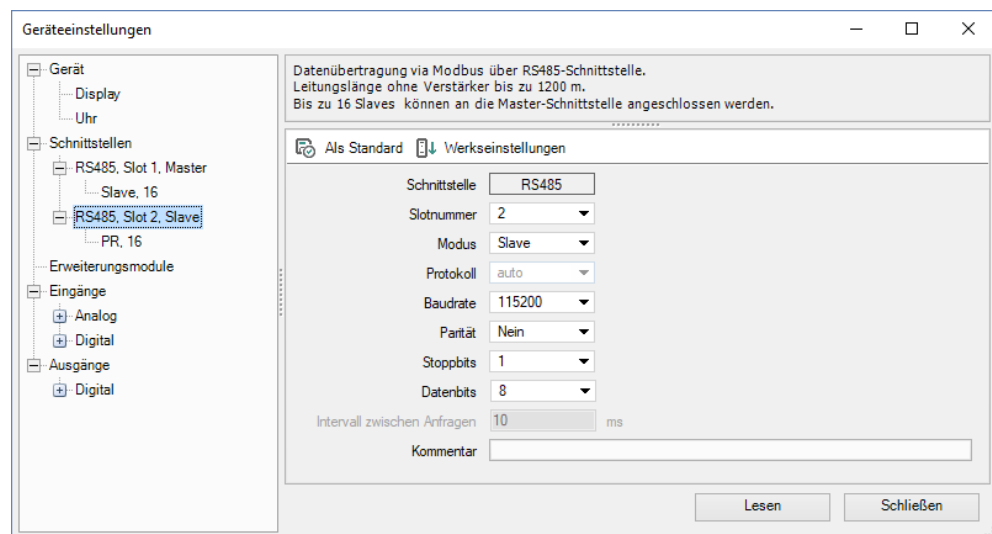 Geräteeinstellungen
Gerät
Display
Uhr
Schnittstellen
RS485, Slot 1, Master
Slave, 16
RS485, Slot 2, Slave
PR, 16
Erweiterungsmodule
Eingänge
Analog
Digital
Ausgänge
Digital
Datenübertragung via Modbus über RS485-Schnittstelle.
Leitungslänge ohne Verstärker bis zu 1200 m.
Bis zu 16 Slaves können an die Master-Schnittstelle angeschlossen werden.
Als Standard Werkseinstellungen
Schnittstelle RS485
Slotnummer 2
Modus Slave
Protokoll auto
Baudrate 115200
Parität Nein
Stoppbits 1
Datenbits 8
Intervall zwischen Anfragen 10 ms
Kommentar
Lesen Schließen